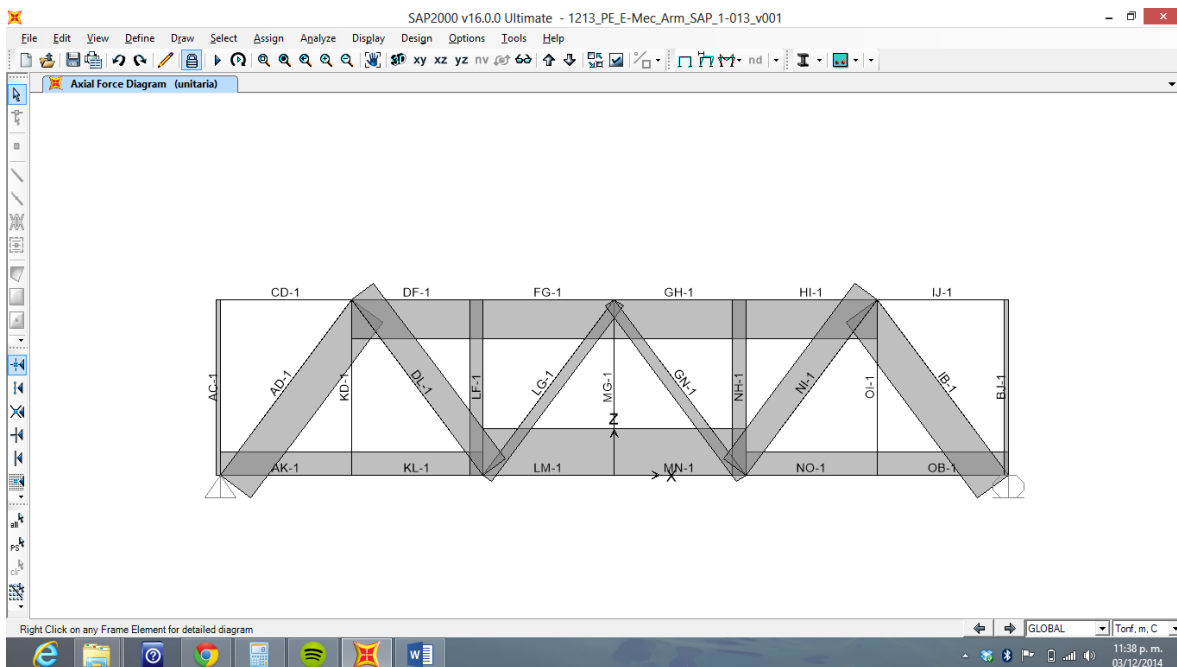 SAP2000 v16.0.0 Ultimate - 1213_PE_E-Mec_Arm_SAP_1-013_v001
File Edit View Define Draw Select Assign Analyze Display Design Options Tools Help
3D xy xz yz nv nd
Axial Force Diagram (unitaria)
CD-1 DF-1 FG-1 GH-1 HI-1 IJ-1
AC-1 AD-1 KD-1 DL-1 LF-1 LG-1 MG-1 GN-1 NH-1 NI-1 OI-1 IB-1 BJ-1
Z
X
AK-1 KL-1 LM-1 MN-1 NO-1 OB-1
all
PS
clr
Right Click on any Frame Element for detailed diagram
GLOBAL
Tonf, m, C
11:38 p. m.
03/12/2014